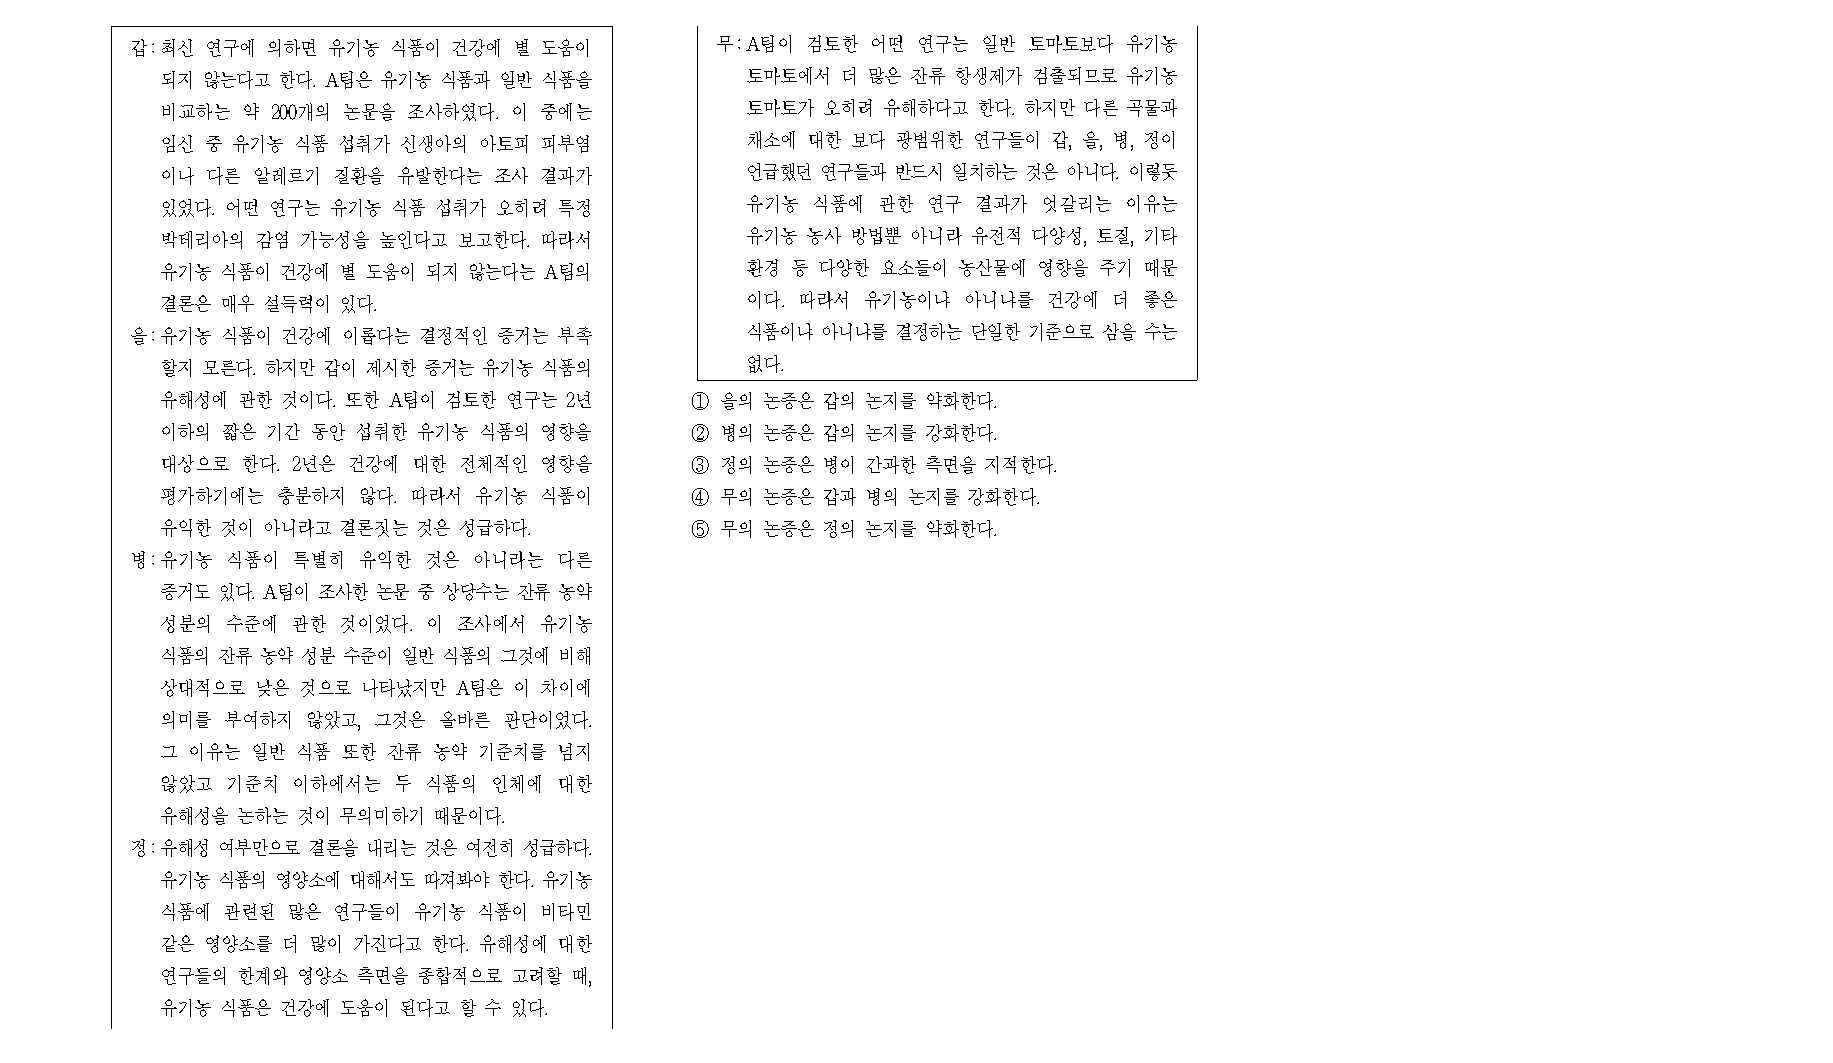 갑: 최신 연구에 의하면 유기농 식품이 건강에 별 도움이
되지 않는다고 한다. A팀은 유기농 식품과 일반 식품을
비교하는 약 200개의 논문을 조사하였다. 이 중에는
임신 중 유기농 식품 섭취가 신생아의 아토피 피부염
이나 다른 알레르기 질환을 유발한다는 조사 결과가
있었다. 어떤 연구는 유기농 식품 섭취가 오히려 특정
박테리아의 감염 가능성을 높인다고 보고한다. 따라서
유기농 식품이 건강에 별 도움이 되지 않는다는 A팀의
결론은 매우 설득력이 있다.
을: 유기농 식품이 건강에 이롭다는 결정적인 증거는 부족
할지 모른다. 하지만 갑이 제시한 증거는 유기농 식품의
유해성에 관한 것이다. 또한 A팀이 검토한 연구는 2년
이하의 짧은 기간 동안 섭취한 유기농 식품의 영향을
대상으로 한다. 2년은 건강에 대한 전체적인 영향을
평가하기에는 충분하지 않다. 따라서 유기농 식품이
유익한 것이 아니라고 결론짓는 것은 성급하다.
병: 유기농 식품이 특별히 유익한 것은 아니라는 다른
증거도 있다. A팀이 조사한 논문 중 상당수는 잔류 농약
성분의 수준에 관한 것이었다. 이 조사에서 유기농
식품의 잔류 농약 성분 수준이 일반 식품의 그것에 비해
상대적으로 낮은 것으로 나타났지만 A팀은 이 차이에
의미를 부여하지 않았고, 그것은 올바른 판단이었다.
그 이유는 일반 식품 또한 잔류 농약 기준치를 넘지
않았고 기준치 이하에서는 두 식품의 인체에 대한
유해성을 논하는 것이 무의미하기 때문이다.
정: 유해성 여부만으로 결론을 내리는 것은 여전히 성급하다.
유기농 식품의 영양소에 대해서도 따져봐야 한다. 유기농
식품에 관련된 많은 연구들이 유기농 식품이 비타민
같은 영양소를 더 많이 가진다고 한다. 유해성에 대한
연구들의 한계와 영양소 측면을 종합적으로 고려할 때,
유기농 식품은 건강에 도움이 된다고 할 수 있다.
무: A팀이 검토한 어떤 연구는 일반 토마토보다 유기농
토마토에서 더 많은 잔류 항생제가 검출되므로 유기농
토마토가 오히려 유해하다고 한다. 하지만 다른 곡물과
채소에 대한 보다 광범위한 연구들이 갑, 을, 병, 정이
언급했던 연구들과 반드시 일치하는 것은 아니다. 이렇듯
유기농 식품에 관한 연구 결과가 엇갈리는 이유는
유기농 농사 방법뿐 아니라 유전적 다양성, 토질, 기타
환경 등 다양한 요소들이 농산물에 영향을 주기 때문
이다. 따라서 유기농이냐 아니냐를 건강에 더 좋은
식품이냐 아니냐를 결정하는 단일한 기준으로 삼을 수는
없다.
① 을의 논증은 갑의 논지를 약화한다.
② 병의 논증은 갑의 논지를 강화한다.
③ 정의 논증은 병이 간과한 측면을 지적한다.
④ 무의 논증은 갑과 병의 논지를 강화한다.
⑤ 무의 논증은 정의 논지를 약화한다.